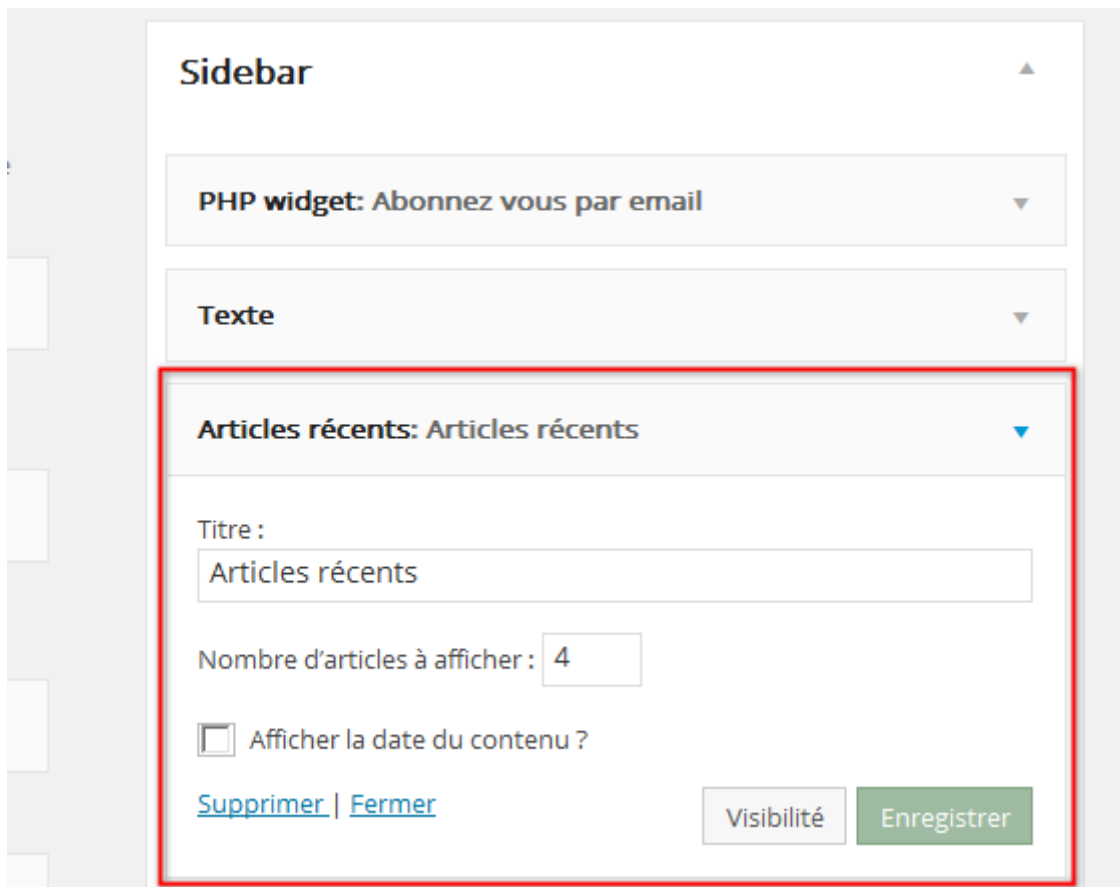 Sidebar
PHP widget: Abonnez vous par email
Texte
Articles récents: Articles récents
Titre :
Articles récents
Nombre d'articles à afficher : 4
Afficher la date du contenu ?
Supprimer | Fermer
Visibilité
Enregistrer